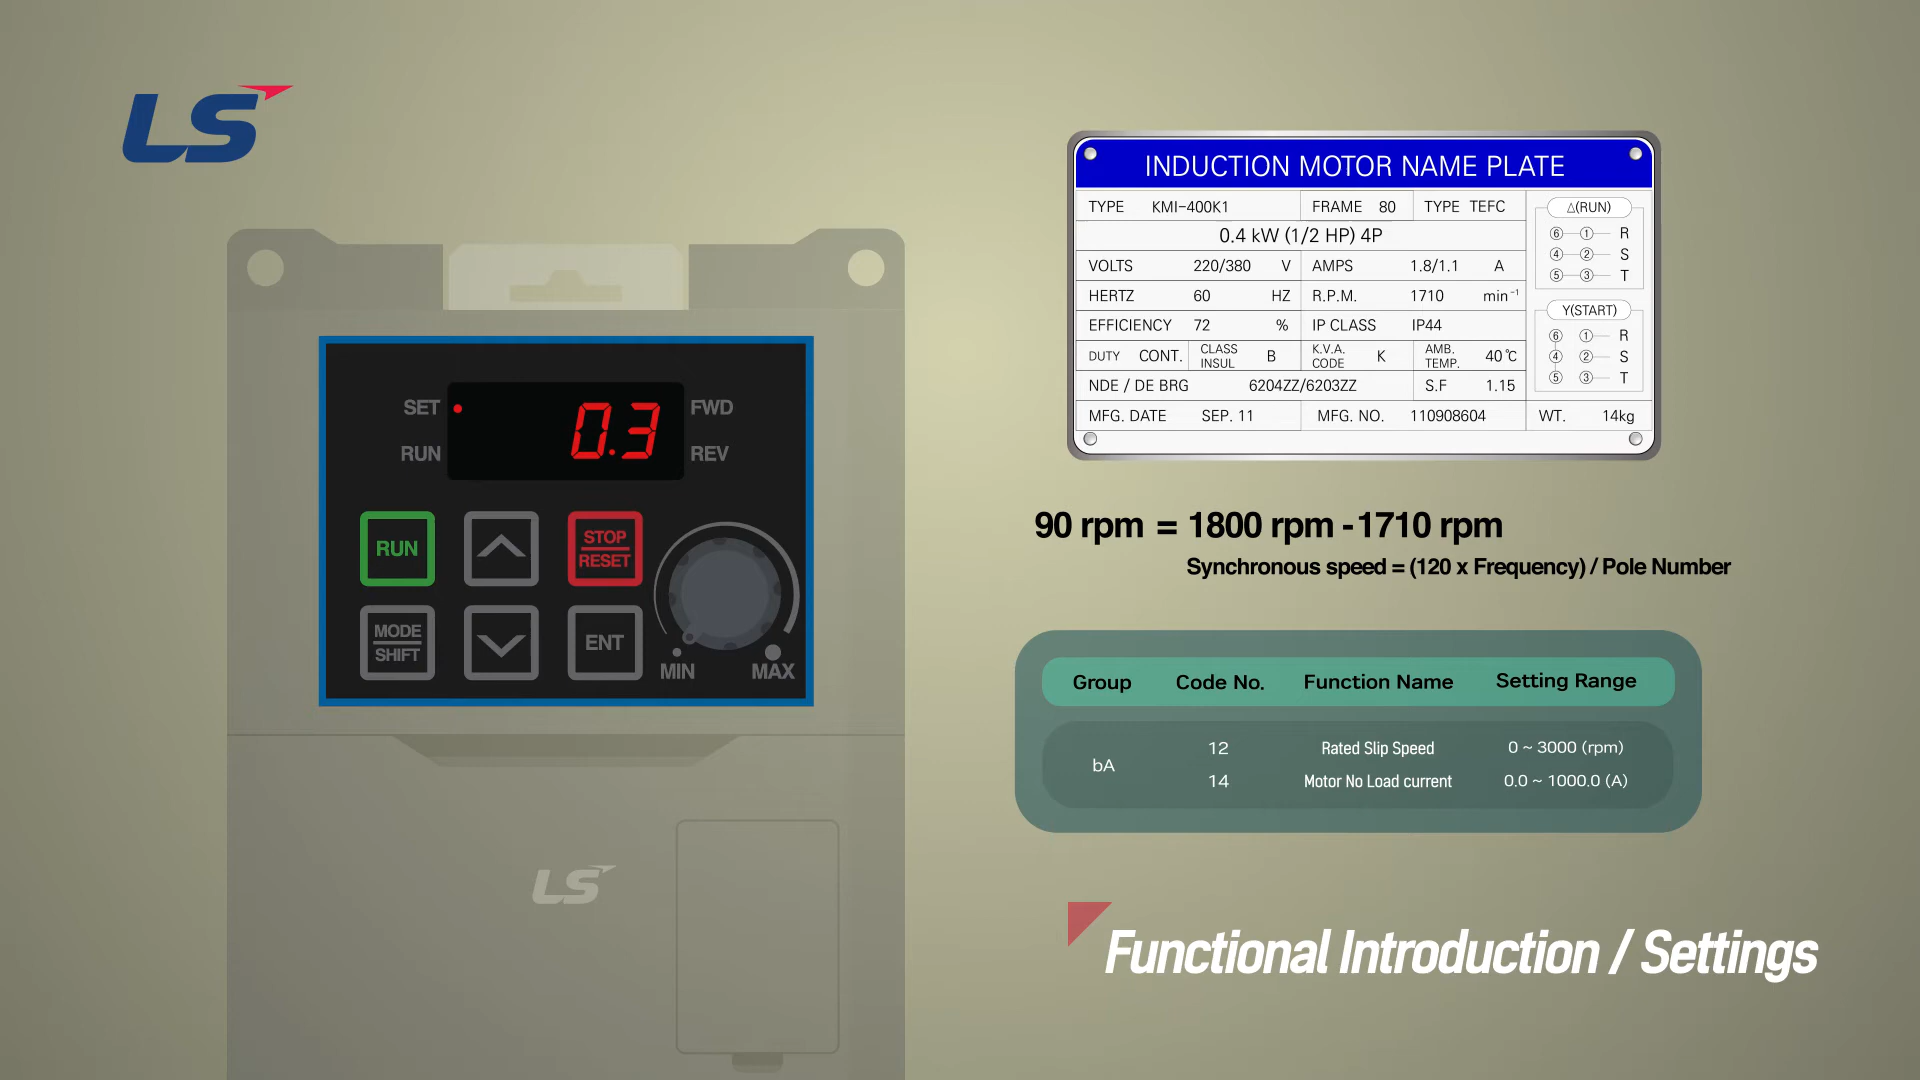 LS
SET
0.3
FWD
RUN
REV
RUN
STOP
RESET
MODE
SHIFT
ENT
MIN
MAX
LS
INDUCTION MOTOR NAME PLATE
TYPE KMI-400K1 FRAME 80 TYPE TEFC
0.4 kW (1/2 HP) 4P
VOLTS 220/380 V AMPS 1.8/1.1 A
HERTZ 60 HZ R.P.M. 1710 min⁻¹
EFFICIENCY 72 % IP CLASS IP44
DUTY CONT. CLASS INSUL B K.V.A. CODE K AMB. TEMP. 40℃
NDE / DE BRG 6204ZZ/6203ZZ S.F 1.15
MFG. DATE SEP. 11 MFG. NO. 110908604 WT. 14kg
△(RUN)
⑥ ① R
④ ② S
⑤ ③ T
Y(START)
⑥ ① R
④ ② S
⑤ ③ T
90 rpm = 1800 rpm - 1710 rpm
Synchronous speed = (120 x Frequency) / Pole Number
Group Code No. Function Name Setting Range
bA
12 Rated Slip Speed 0 ~ 3000 (rpm)
14 Motor No Load current 0.0 ~ 1000.0 (A)
Functional Introduction / Settings